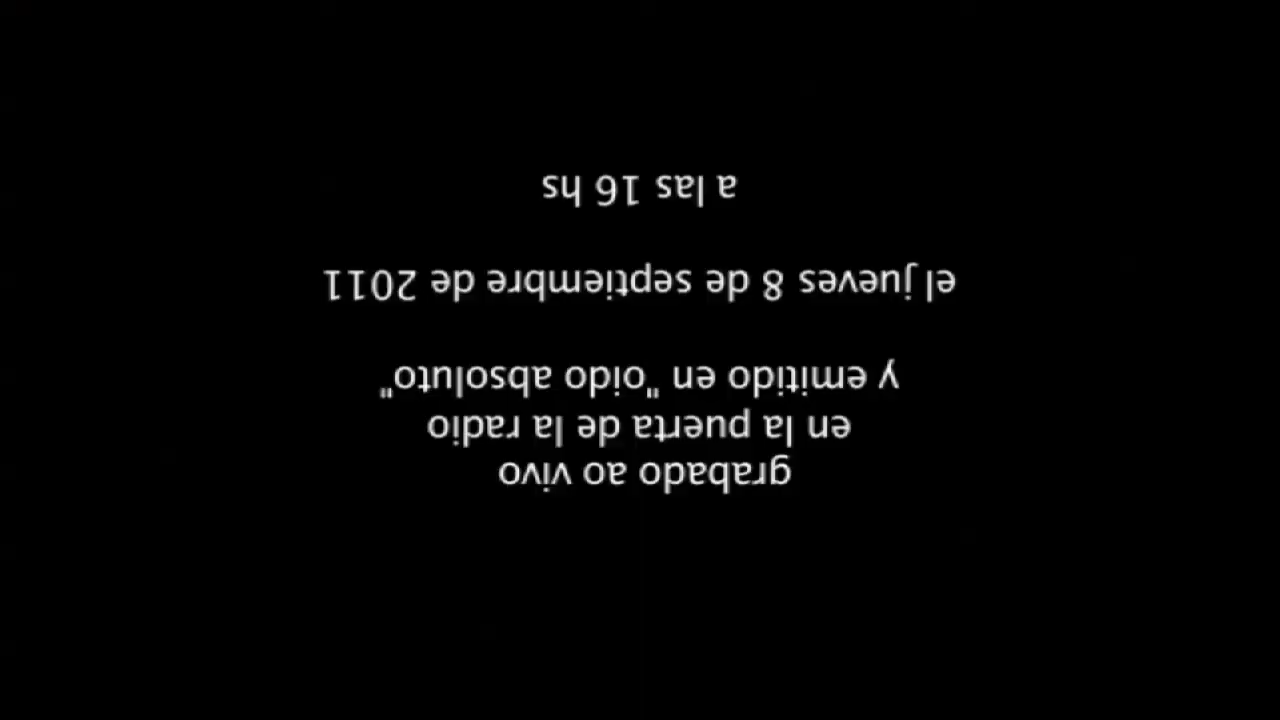 grabado ao vivo
en la puerta de la radio
y emitido en "oido absoluto"
el jueves 8 de septiembre de 2011
a las 16 hs